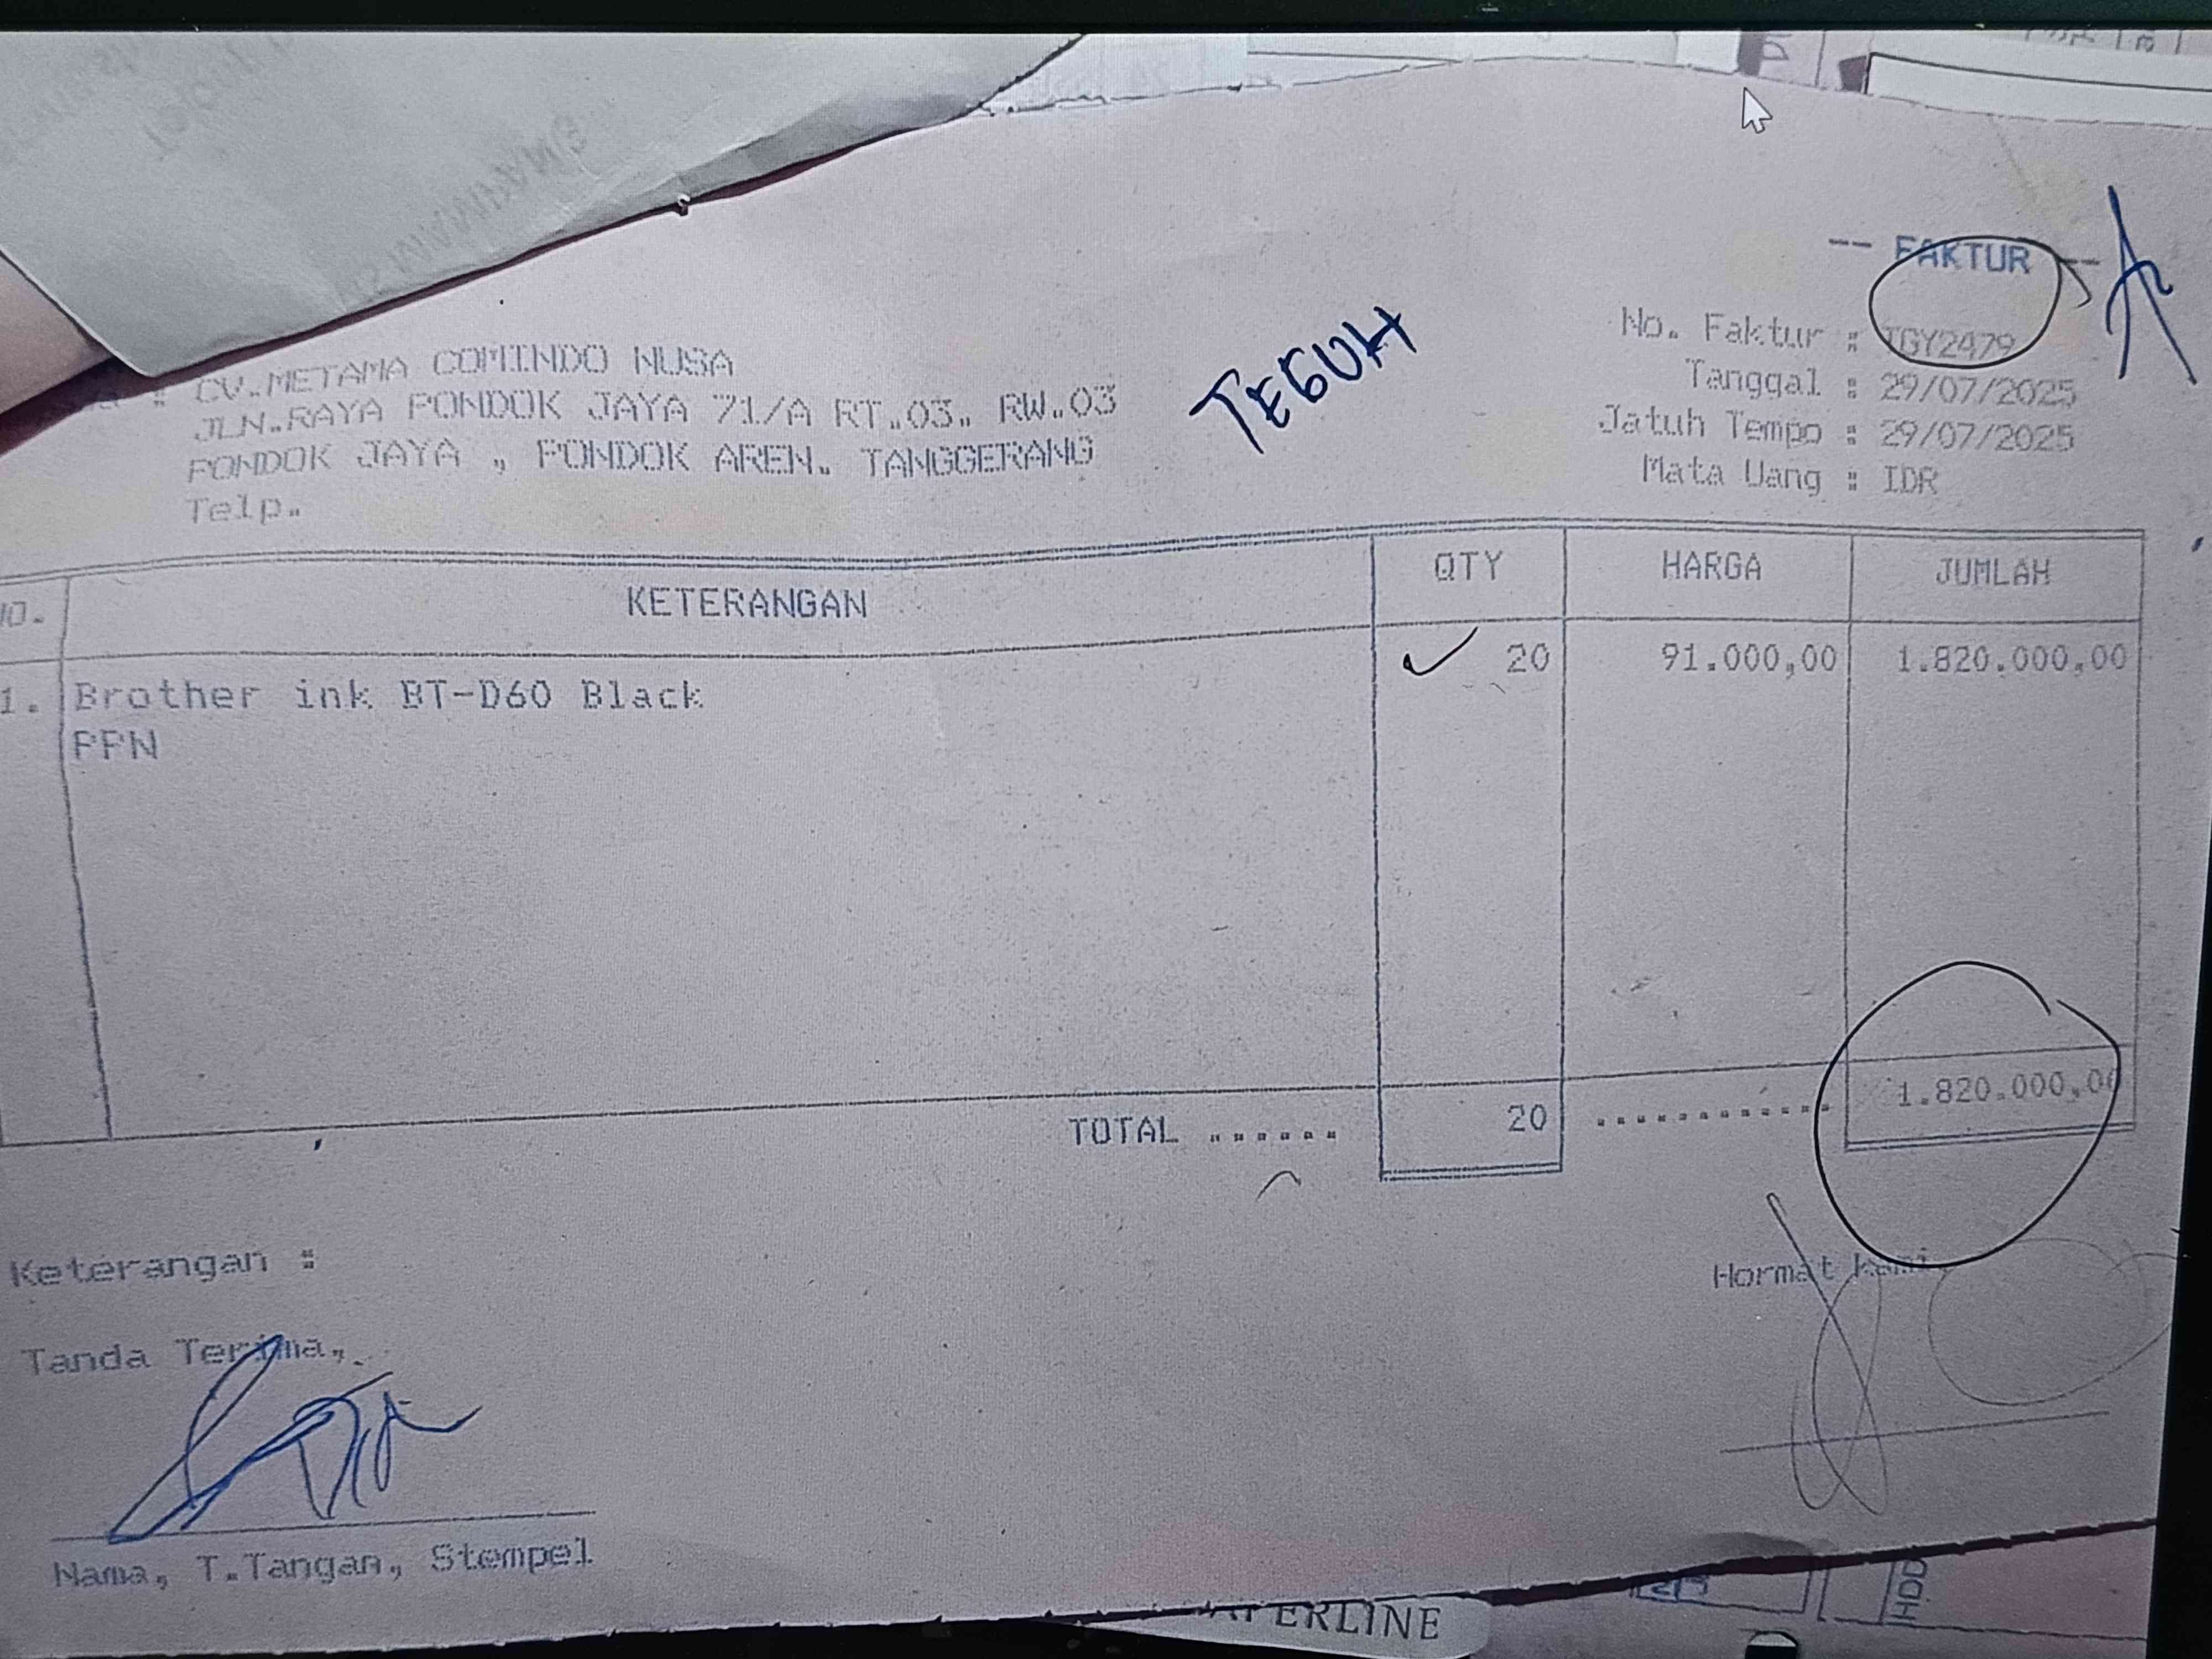 -- FAKTUR --
No. Faktur : IGY2479
Tanggal : 29/07/2025
Jatuh Tempo : 29/07/2025
Mata Uang : IDR
TEGUH
: CV.METAMA COMINDO NUSA
JLN.RAYA PONDOK JAYA 71/A RT.03. RW.03
PONDOK JAYA , PONDOK AREN. TANGGERANG
Telp.
NO. KETERANGAN QTY HARGA JUMLAH
1. Brother ink BT-D60 Black 20 91.000,00 1.820.000,00
PPN
TOTAL ...... 20 ............ 1.820.000,00
Keterangan :
Hormat kami,
Tanda Terima,
Nama, T.Tangan, Stempel
HDD